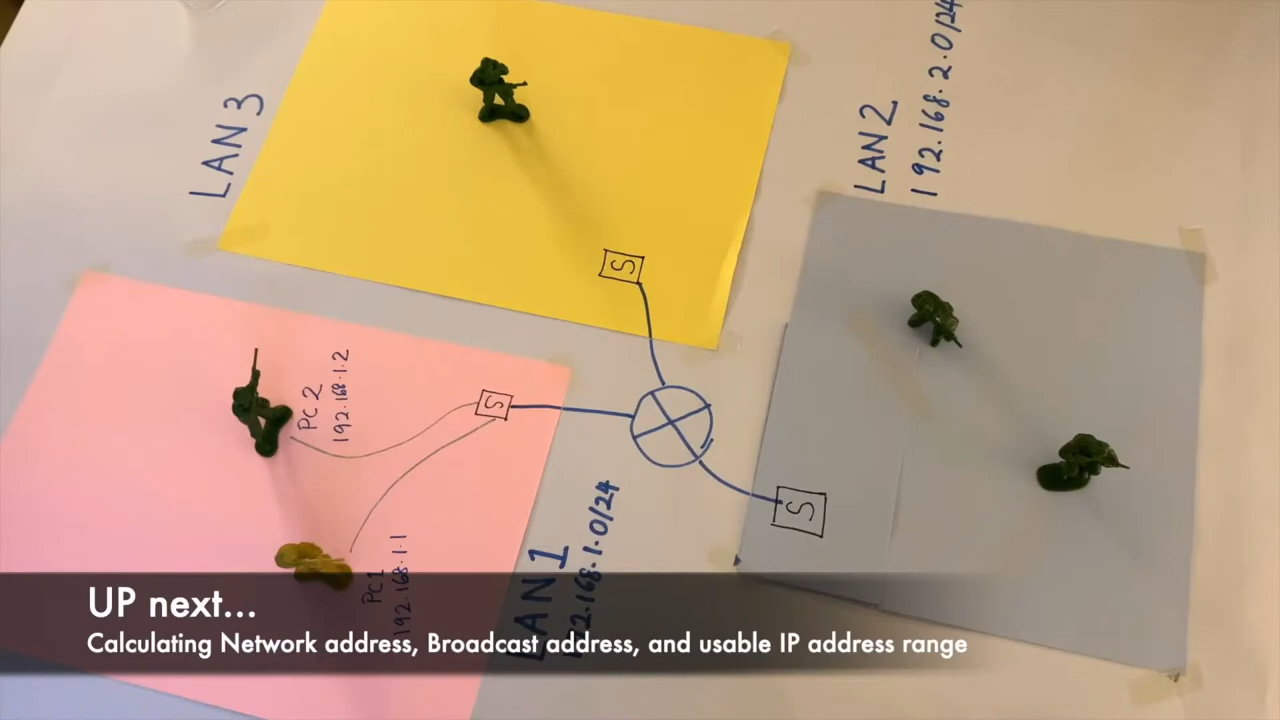 LAN 3
LAN 2
192.168.2.0/24
S
PC 2
192.168.1.2
S
S
PC1
192.168.1.1
LAN 1
192.168.1.0/24
UP next...
Calculating Network address, Broadcast address, and usable IP address range